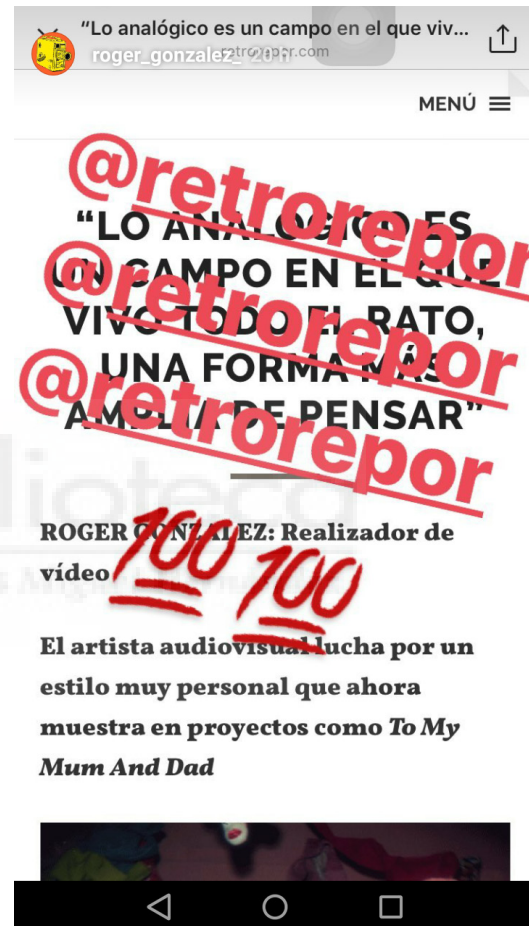 “Lo analógico es un campo en el que viv...
roger_gonzalez_ 20 h
retrorepor.com
MENÚ
@retrorepor
@retrorepor
@retrorepor
“LO ANALÓGICO ES
UN CAMPO EN EL QUE
VIVO TODO EL RATO,
UNA FORMA MÁS
AMPLIA DE PENSAR”
ROGER GONZALEZ: Realizador de
vídeo
100 100
El artista audiovisual lucha por un
estilo muy personal que ahora
muestra en proyectos como To My
Mum And Dad